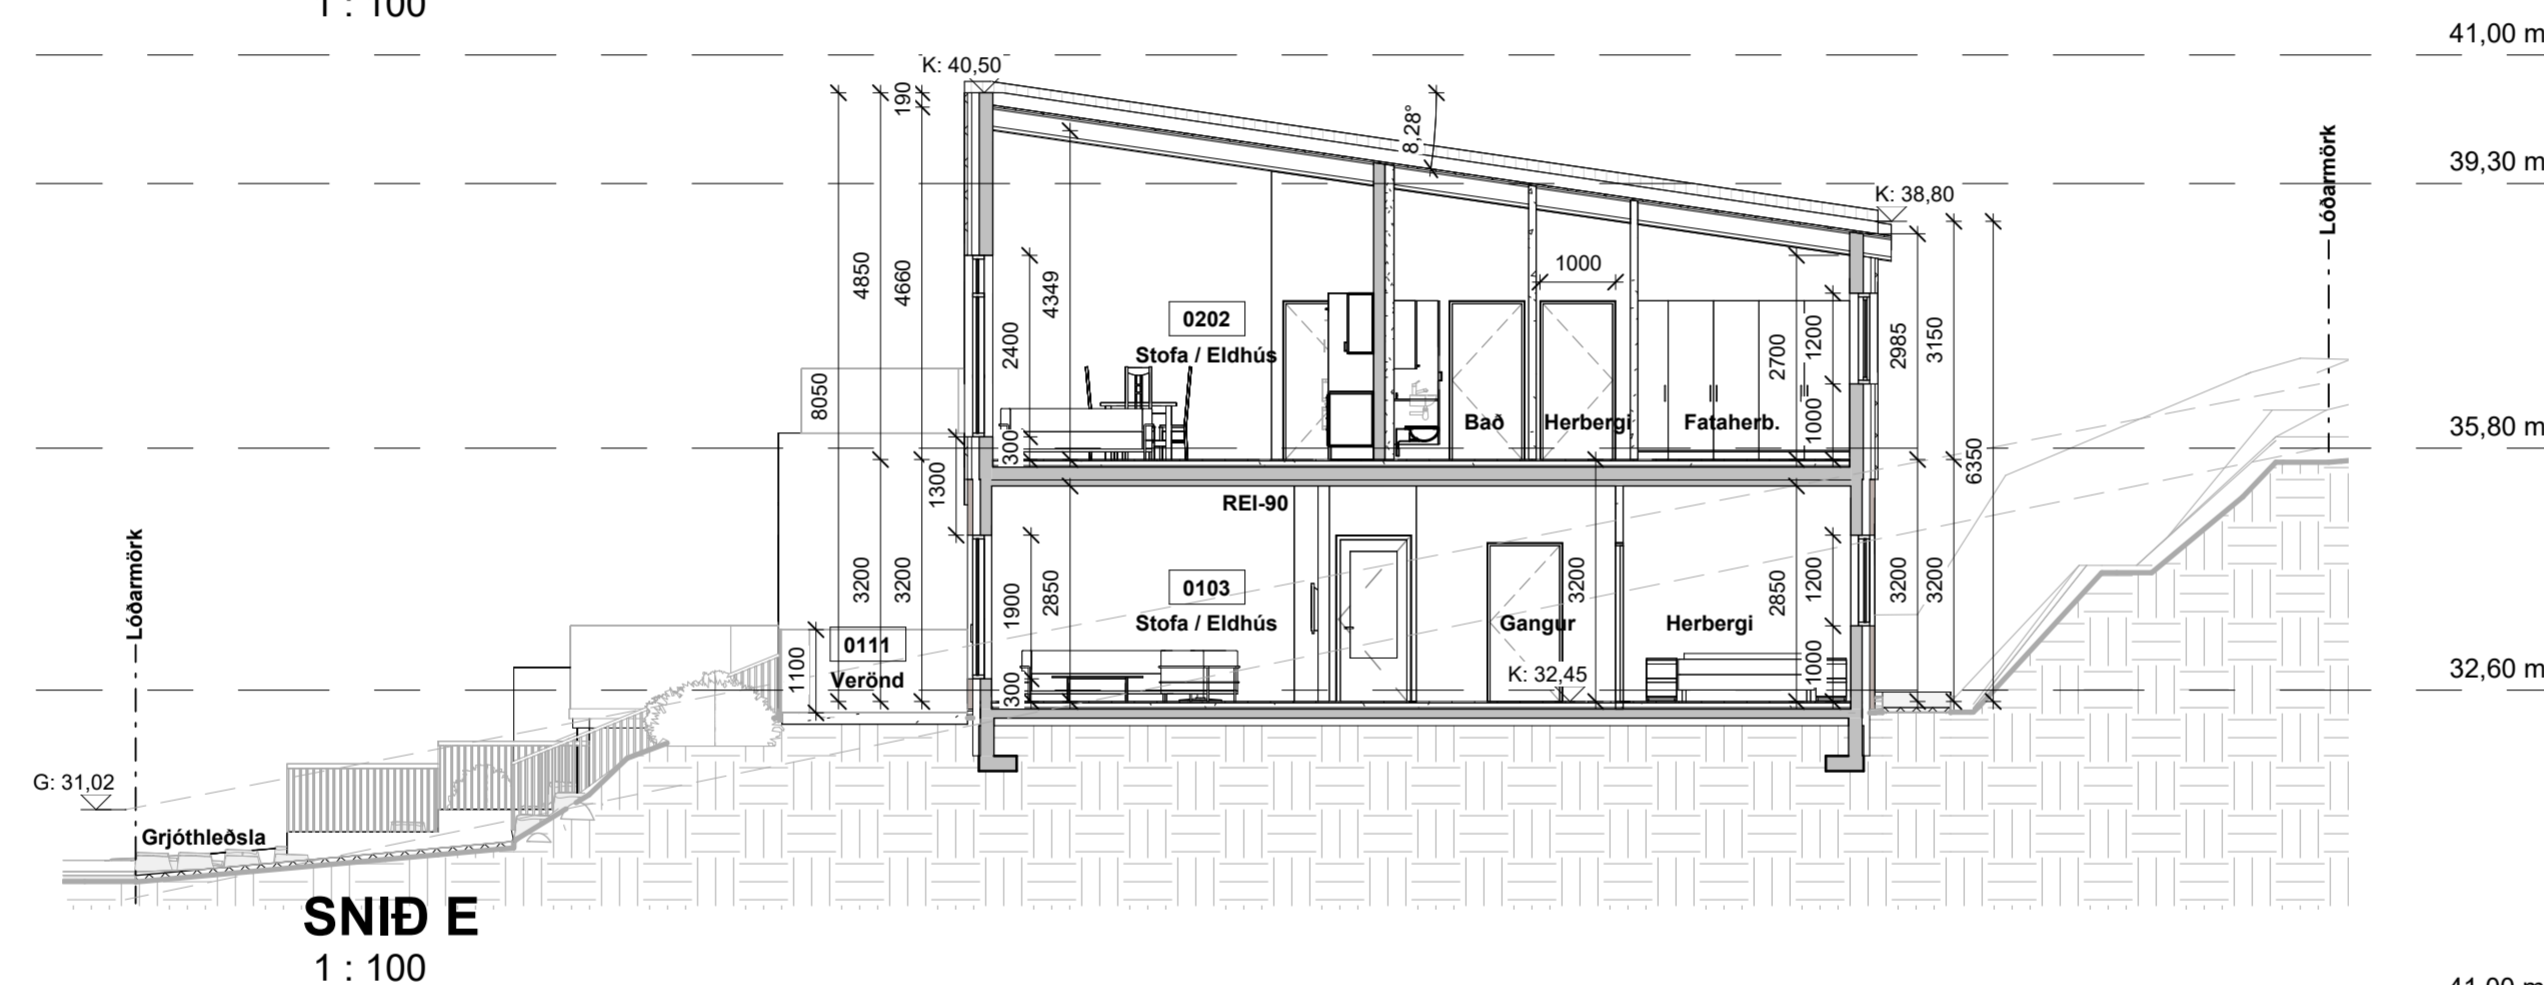 1 : 100
41,00 m
K: 40,50
190
8,28°
39,30 m
Lóðarmörk
K: 38,80
4850
4660
4349
1000
0202
Stofa / Eldhús
2400
2700
1200
2985
3150
8050
300
Bað
Herbergi
Fataherb.
1000
35,80 m
1300
6350
REI-90
Lóðarmörk
3200
3200
1900
2850
0103
Stofa / Eldhús
3200
Gangur
Herbergi
2850
1200
3200
3200
1100
0111
Verönd
300
K: 32,45
1000
32,60 m
G: 31,02
Grjóthleðsla
SNIÐ E
1 : 100